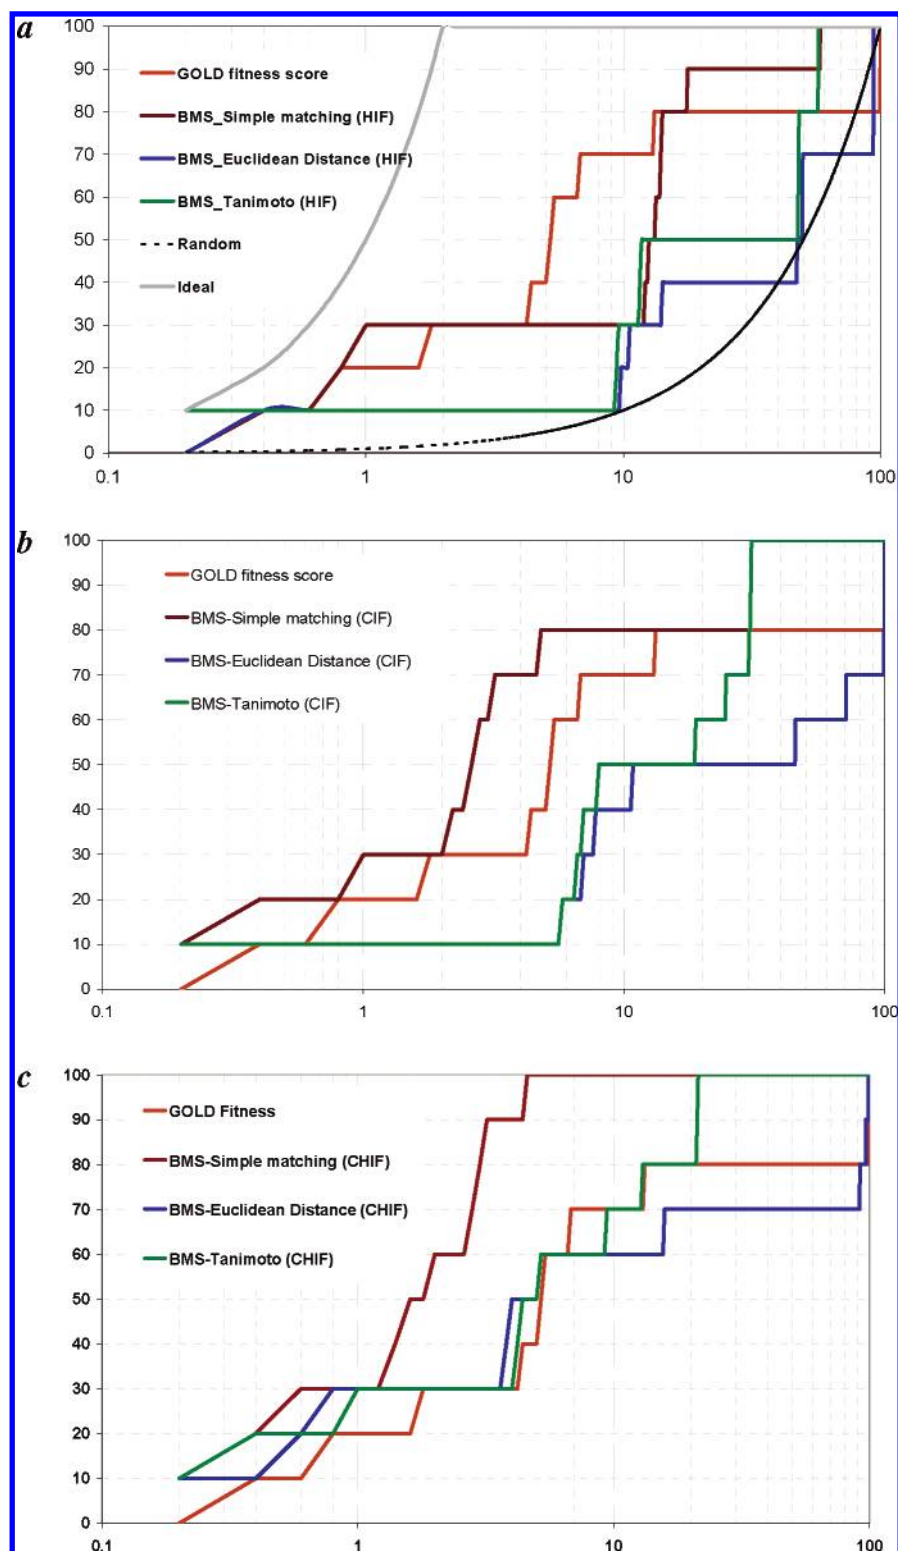 a
100
90
80
70
60
50
40
30
20
10
0
GOLD fitness score
BMS_Simple matching (HIF)
BMS_Euclidean Distance (HIF)
BMS_Tanimoto (HIF)
Random
Ideal
0.1 1 10 100
b
100
90
80
70
60
50
40
30
20
10
0
GOLD fitness score
BMS-Simple matching (CIF)
BMS-Euclidean Distance (CIF)
BMS-Tanimoto (CIF)
0.1 1 10 100
c
100
90
80
70
60
50
40
30
20
10
0
GOLD Fitness
BMS-Simple matching (CHIF)
BMS-Euclidean Distance (CHIF)
BMS-Tanimoto (CHIF)
0.1 1 10 100